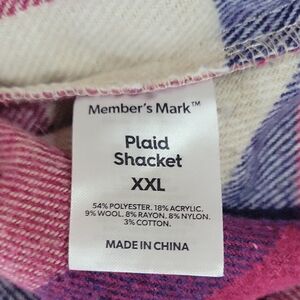 Member's Mark™
Plaid
Shacket
XXL
54% POLYESTER. 18% ACRYLIC.
9% WOOL. 8% RAYON. 8% NYLON.
3% COTTON.
MADE IN CHINA